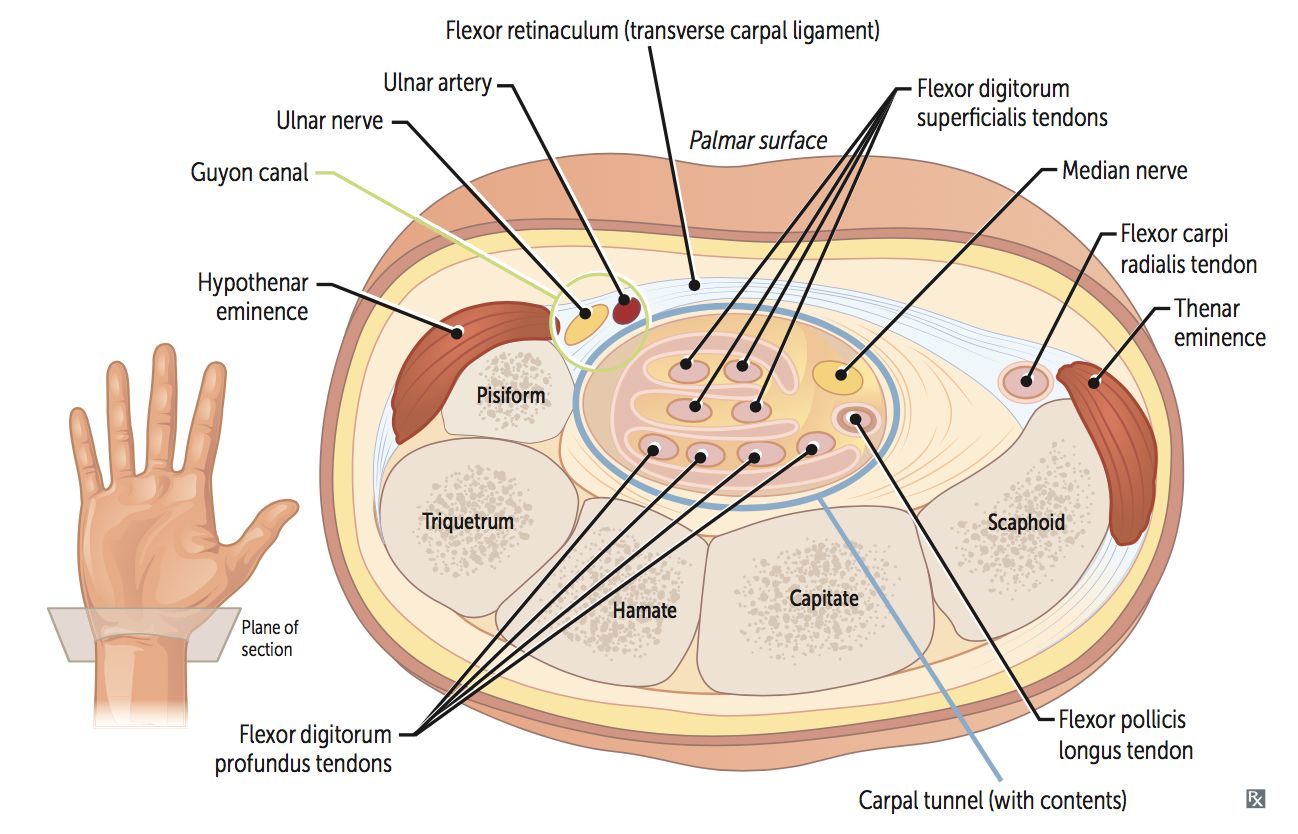 Flexor retinaculum (transverse carpal ligament)
Ulnar artery
Flexor digitorum
superficialis tendons
Ulnar nerve
Palmar surface
Guyon canal
Median nerve
Flexor carpi
radialis tendon
Hypothenar
eminence
Thenar
eminence
Pisiform
Triquetrum
Scaphoid
Hamate
Capitate
Plane of
section
Flexor digitorum
profundus tendons
Flexor pollicis
longus tendon
Carpal tunnel (with contents)
Rx